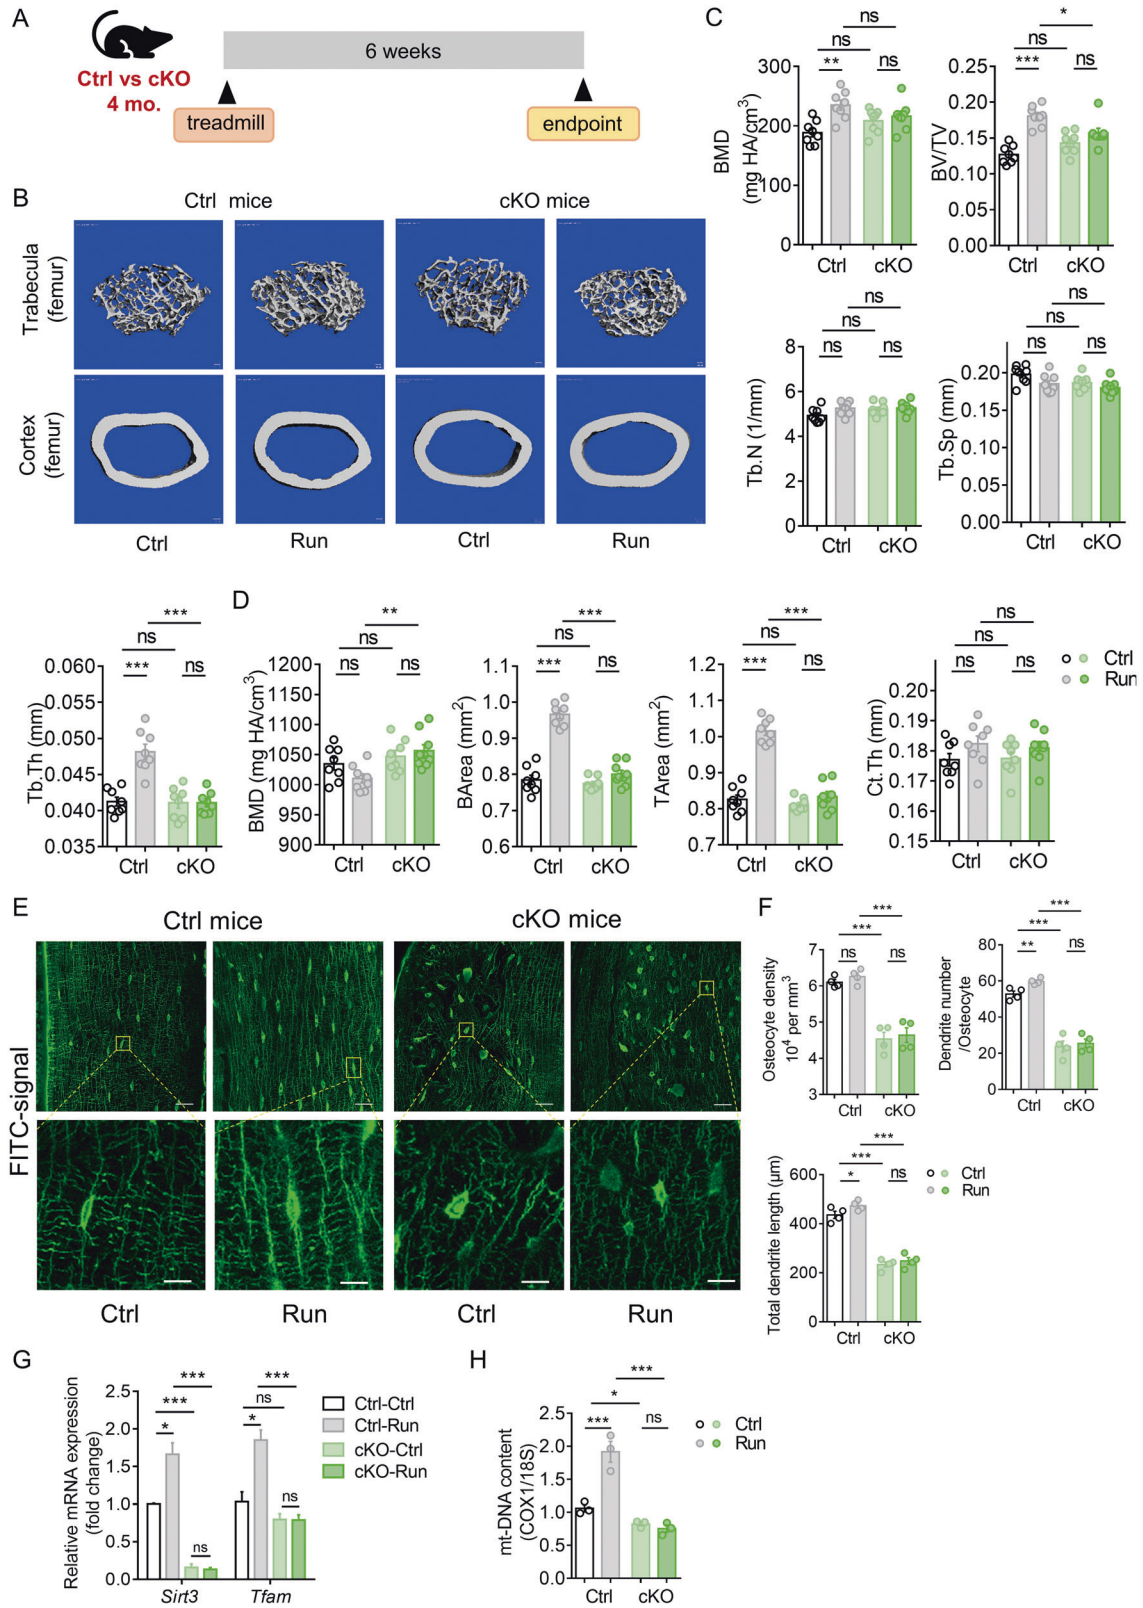 A
Ctrl vs cKO
4 mo.
6 weeks
treadmill
endpoint
B
Ctrl mice
cKO mice
Trabecula
(femur)
Cortex
(femur)
Ctrl
Run
Ctrl
Run
C
BMD
(mg HA/cm³)
300
200
100
0
ns
ns
**
ns
Ctrl
cKO
BV/TV
0.25
0.20
0.15
0.10
0.05
0.00
*
ns
***
ns
Ctrl
cKO
Tb.N (1/mm)
8
6
4
2
0
ns
ns
ns
ns
Ctrl
cKO
Tb.Sp (mm)
0.20
0.15
0.10
0.05
0.00
ns
ns
ns
ns
Ctrl
cKO
Tb.Th (mm)
0.060
0.055
0.050
0.045
0.040
0.035
***
ns
***
ns
Ctrl
cKO
D
BMD (mg HA/cm³)
1200
1150
1100
1050
1000
950
900
**
ns
ns
ns
Ctrl
cKO
BArea (mm²)
1.1
1.0
0.9
0.8
0.7
0.6
***
ns
***
ns
Ctrl
cKO
TArea (mm²)
1.2
1.1
1.0
0.9
0.8
0.7
***
ns
***
ns
Ctrl
cKO
Ct.Th (mm)
0.20
0.19
0.18
0.17
0.16
0.15
ns
ns
ns
ns
Ctrl
cKO
Ctrl
Run
E
Ctrl mice
cKO mice
FITC-signal
Ctrl
Run
Ctrl
Run
F
Osteocyte density
10⁴ per mm³
7
6
5
4
3
***
***
ns
ns
Ctrl
cKO
Dendrite number
/Osteocyte
80
60
40
20
0
***
***
**
ns
Ctrl
cKO
Total dendrite length (μm)
600
400
200
0
***
***
*
ns
Ctrl
cKO
Ctrl
Run
G
Relative mRNA expression
(fold change)
2.5
2.0
1.5
1.0
0.5
0.0
***
***
*
ns
***
ns
*
ns
Sirt3
Tfam
Ctrl-Ctrl
Ctrl-Run
cKO-Ctrl
cKO-Run
H
mt-DNA content
(COX1/18S)
2.5
2.0
1.5
1.0
0.5
0.0
***
*
***
ns
Ctrl
cKO
Ctrl
Run